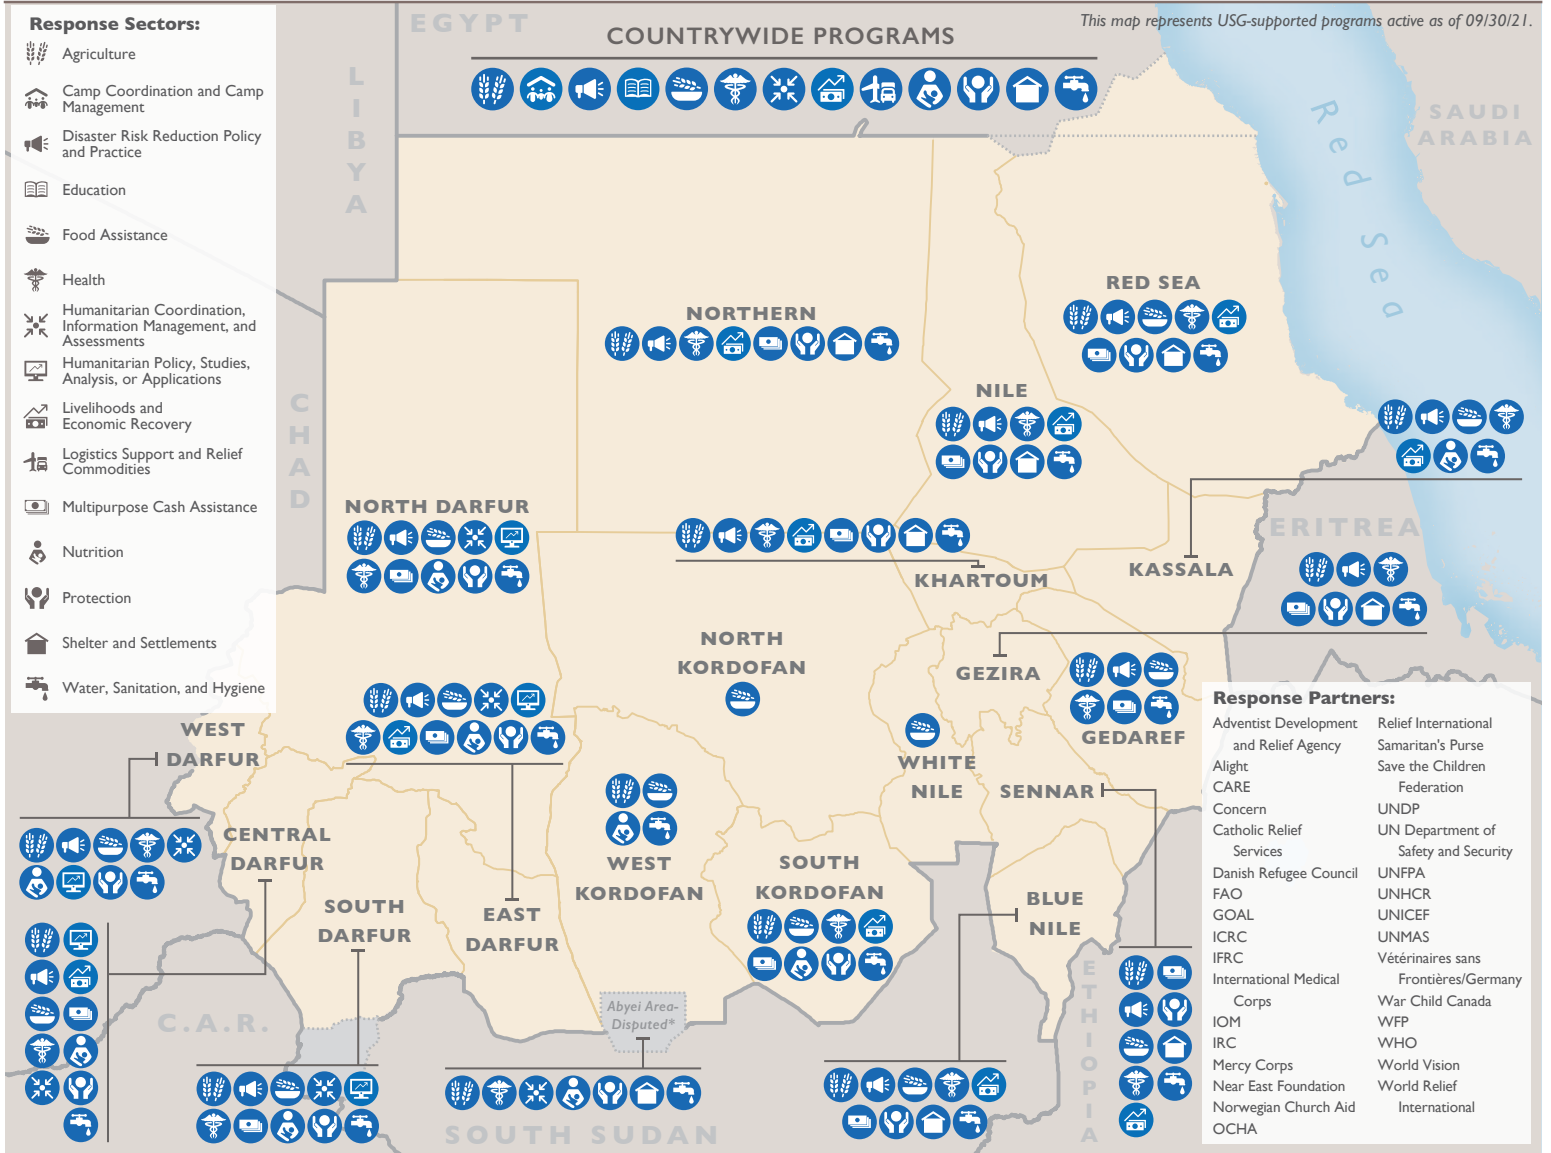 Response Sectors:
Agriculture
Camp Coordination and Camp
Management
Disaster Risk Reduction Policy
and Practice
Education
Food Assistance
Health
Humanitarian Coordination,
Information Management, and
Assessments
Humanitarian Policy, Studies,
Analysis, or Applications
Livelihoods and
Economic Recovery
Logistics Support and Relief
Commodities
Multipurpose Cash Assistance
Nutrition
Protection
Shelter and Settlements
Water, Sanitation, and Hygiene
This map represents USG-supported programs active as of 09/30/21.
COUNTRYWIDE PROGRAMS
EGYPT
LIBYA
SAUDI
ARABIA
Red Sea
CHAD
NORTHERN
RED SEA
NILE
NORTH DARFUR
KHARTOUM
KASSALA
ERITREA
NORTH
KORDOFAN
GEZIRA
GEDAREF
WHITE
NILE
SENNAR
WEST
DARFUR
CENTRAL
DARFUR
SOUTH
DARFUR
EAST
DARFUR
WEST
KORDOFAN
SOUTH
KORDOFAN
BLUE
NILE
C.A.R.
Abyei Area-
Disputed*
SOUTH SUDAN
ETHIOPIA
Response Partners:
Adventist Development
and Relief Agency
Alight
CARE
Concern
Catholic Relief
Services
Danish Refugee Council
FAO
GOAL
ICRC
IFRC
International Medical
Corps
IOM
IRC
Mercy Corps
Near East Foundation
Norwegian Church Aid
OCHA
Relief International
Samaritan's Purse
Save the Children
Federation
UNDP
UN Department of
Safety and Security
UNFPA
UNHCR
UNICEF
UNMAS
Vétérinaires sans
Frontières/Germany
War Child Canada
WFP
WHO
World Vision
World Relief
International